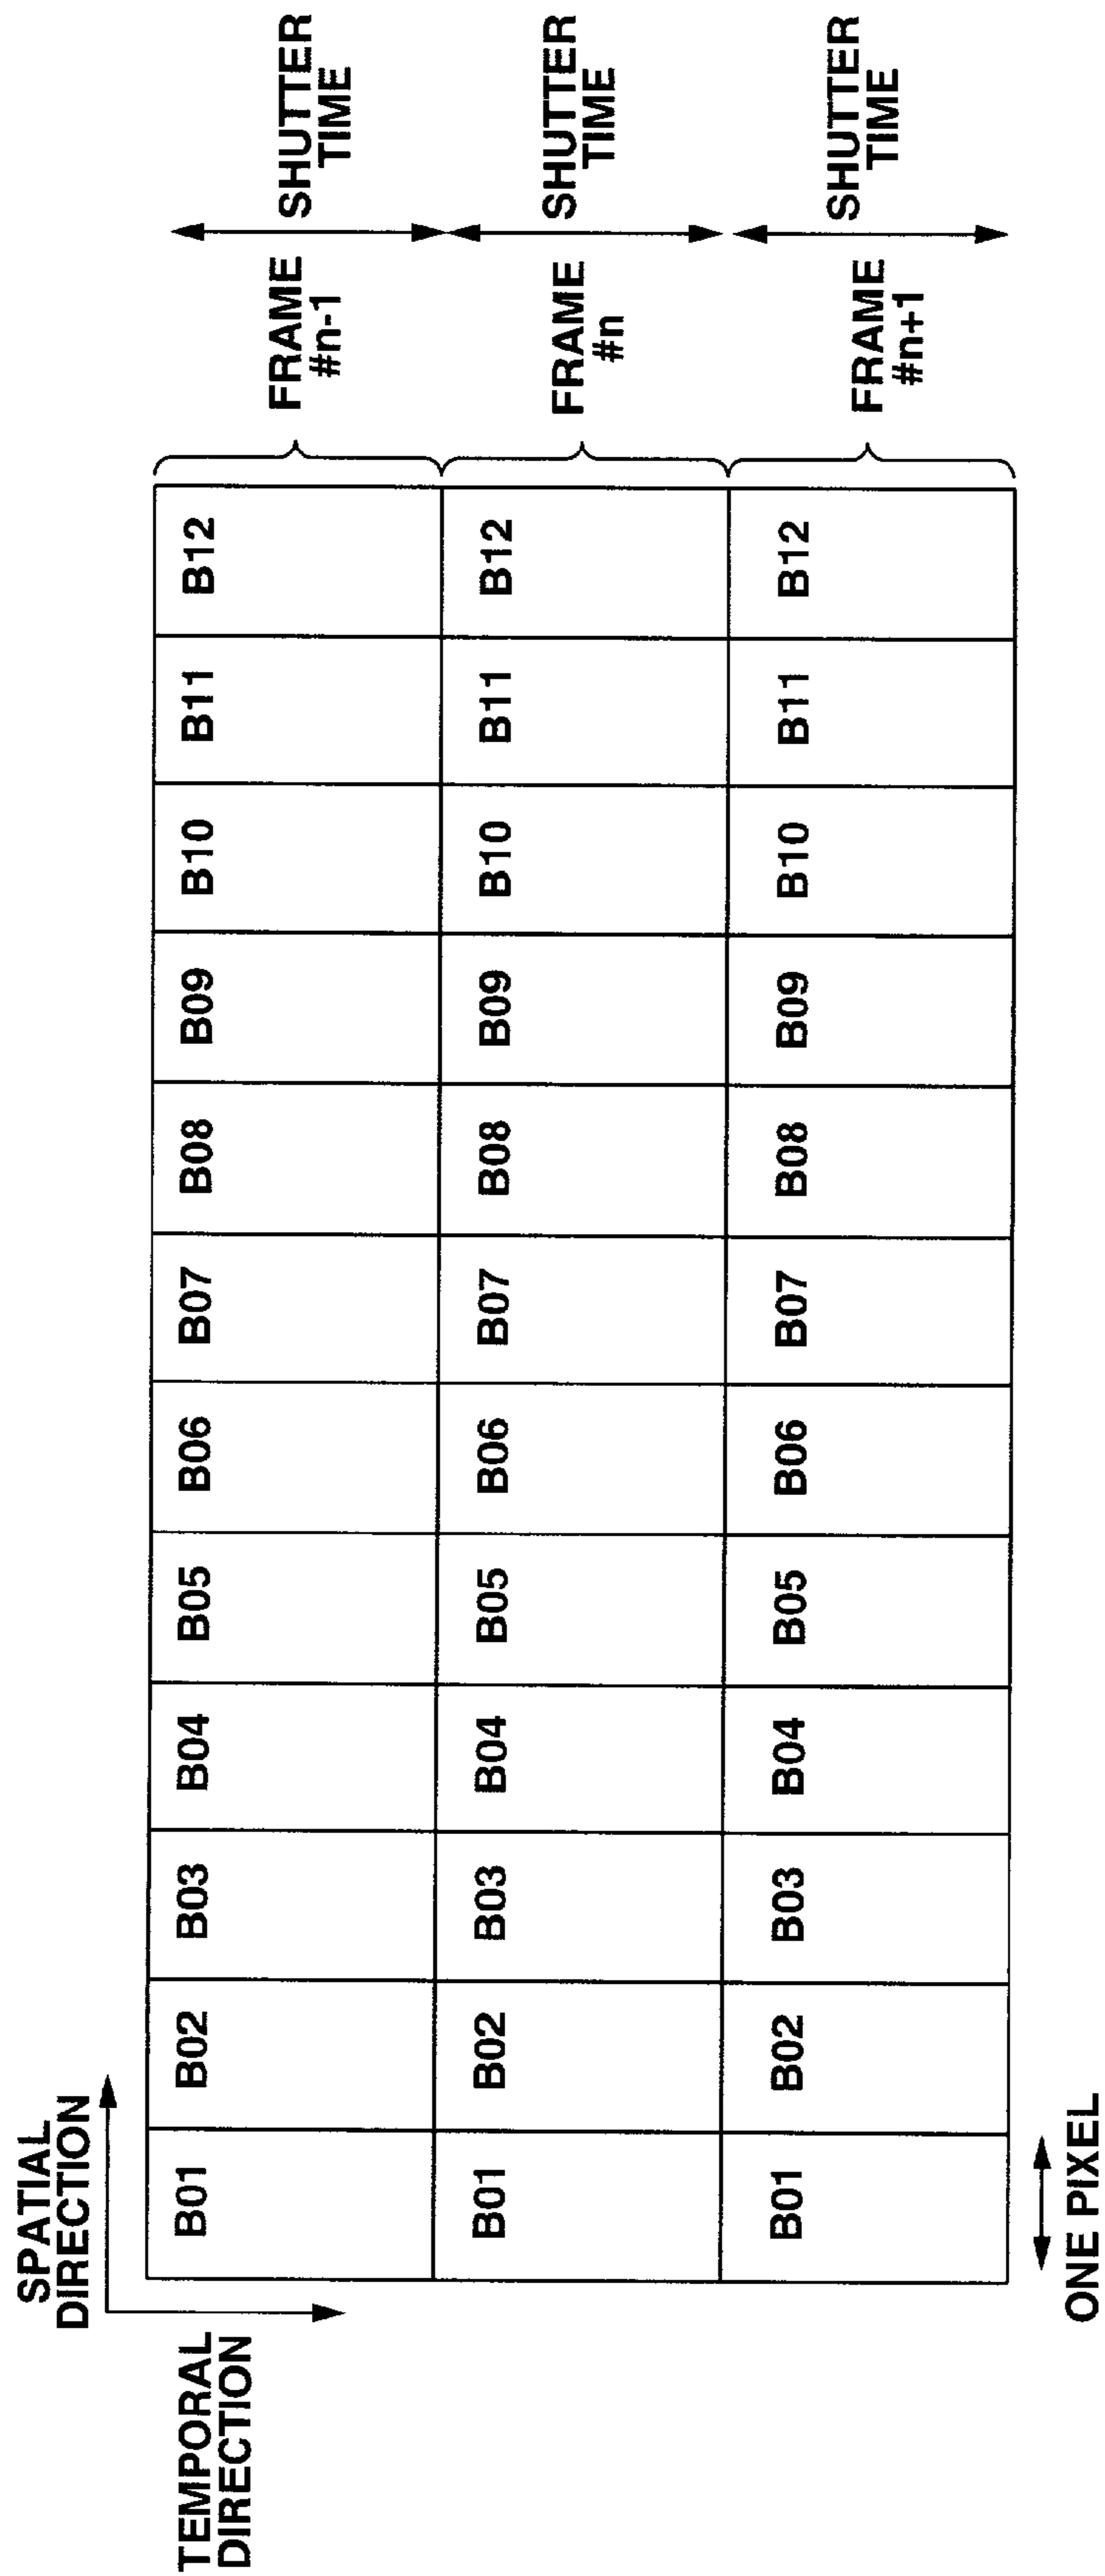 SPATIAL
DIRECTION
TEMPORAL
DIRECTION
B01 B02 B03 B04 B05 B06 B07 B08 B09 B10 B11 B12
FRAME
#n-1
SHUTTER
TIME
B01 B02 B03 B04 B05 B06 B07 B08 B09 B10 B11 B12
FRAME
#n
SHUTTER
TIME
B01 B02 B03 B04 B05 B06 B07 B08 B09 B10 B11 B12
FRAME
#n+1
SHUTTER
TIME
ONE PIXEL